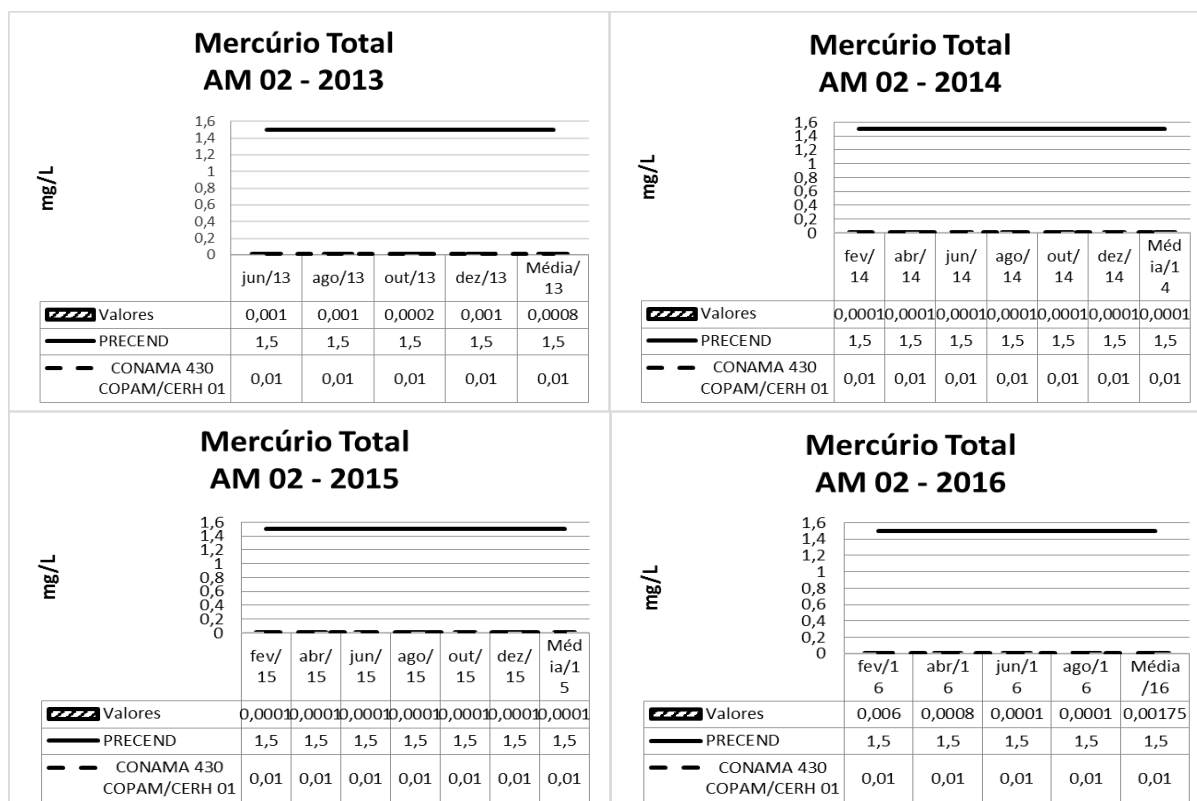 Mercúrio Total
AM 02 - 2013
mg/L
1,6
1,4
1,2
1
0,8
0,6
0,4
0,2
0
jun/13 ago/13 out/13 dez/13 Média/13
Valores 0,001 0,001 0,0002 0,001 0,0008
PRECEND 1,5 1,5 1,5 1,5 1,5
CONAMA 430
COPAM/CERH 01 0,01 0,01 0,01 0,01 0,01
Mercúrio Total
AM 02 - 2014
mg/L
1,6
1,4
1,2
1
0,8
0,6
0,4
0,2
0
fev/14 abr/14 jun/14 ago/14 out/14 dez/14 Média/14
Valores 0,0001 0,0001 0,0001 0,0001 0,0001 0,0001 0,0001
PRECEND 1,5 1,5 1,5 1,5 1,5 1,5 1,5
CONAMA 430
COPAM/CERH 01 0,01 0,01 0,01 0,01 0,01 0,01 0,01
Mercúrio Total
AM 02 - 2015
mg/L
1,6
1,4
1,2
1
0,8
0,6
0,4
0,2
0
fev/15 abr/15 jun/15 ago/15 out/15 dez/15 Média/15
Valores 0,0001 0,0001 0,0001 0,0001 0,0001 0,0001 0,0001
PRECEND 1,5 1,5 1,5 1,5 1,5 1,5 1,5
CONAMA 430
COPAM/CERH 01 0,01 0,01 0,01 0,01 0,01 0,01 0,01
Mercúrio Total
AM 02 - 2016
mg/L
1,6
1,4
1,2
1
0,8
0,6
0,4
0,2
0
fev/16 abr/16 jun/16 ago/16 Média/16
Valores 0,006 0,0008 0,0001 0,0001 0,00175
PRECEND 1,5 1,5 1,5 1,5 1,5
CONAMA 430
COPAM/CERH 01 0,01 0,01 0,01 0,01 0,01